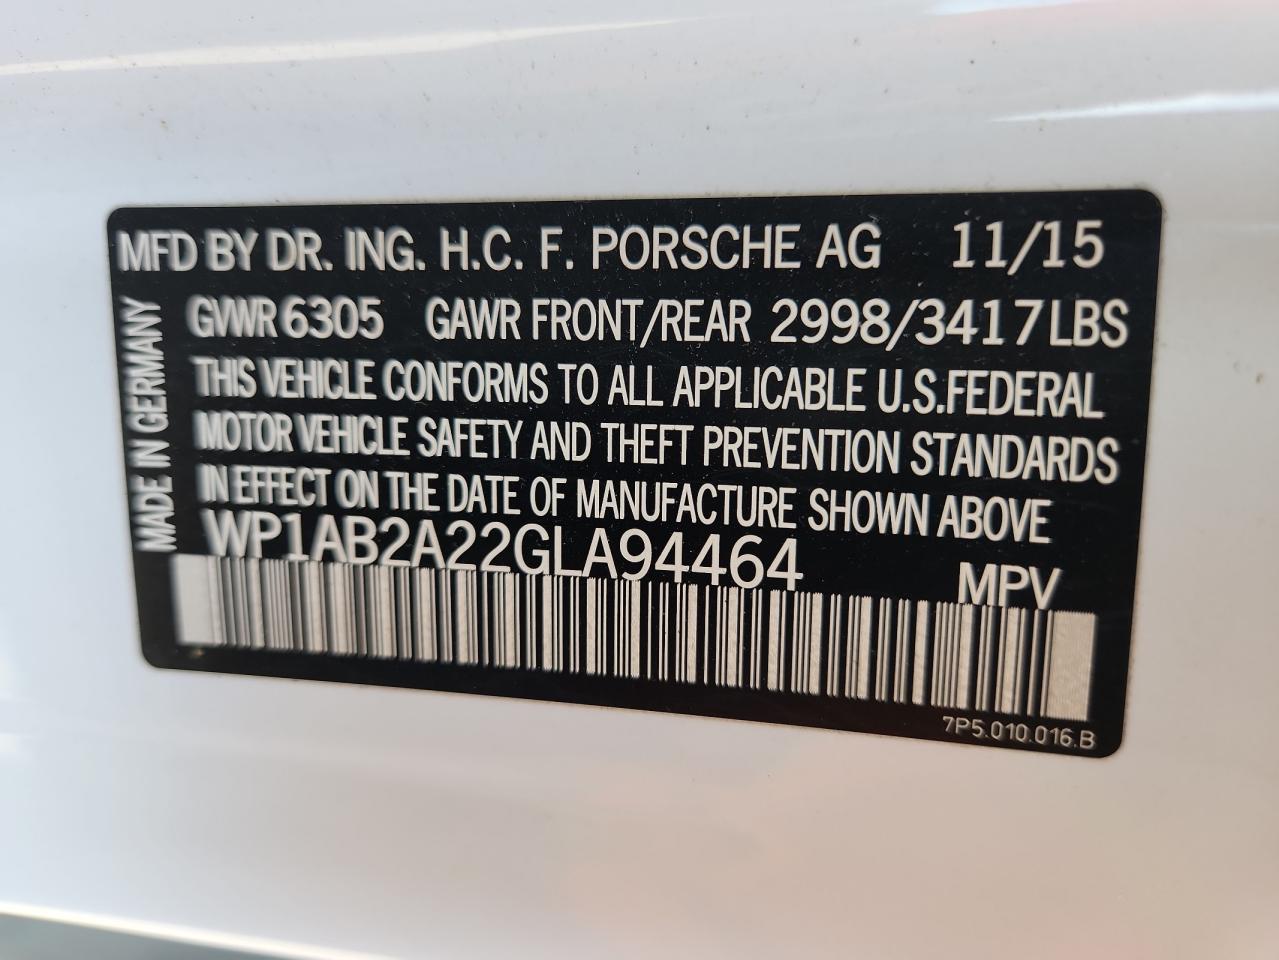 MFD BY DR. ING. H.C. F. PORSCHE AG 11/15
GVWR 6305 GAWR FRONT/REAR 2998/3417LBS
THIS VEHICLE CONFORMS TO ALL APPLICABLE U.S.FEDERAL
MOTOR VEHICLE SAFETY AND THEFT PREVENTION STANDARDS
IN EFFECT ON THE DATE OF MANUFACTURE SHOWN ABOVE
WP1AB2A22GLA94464 MPV
7P5.010.016.B
MADE IN GERMANY